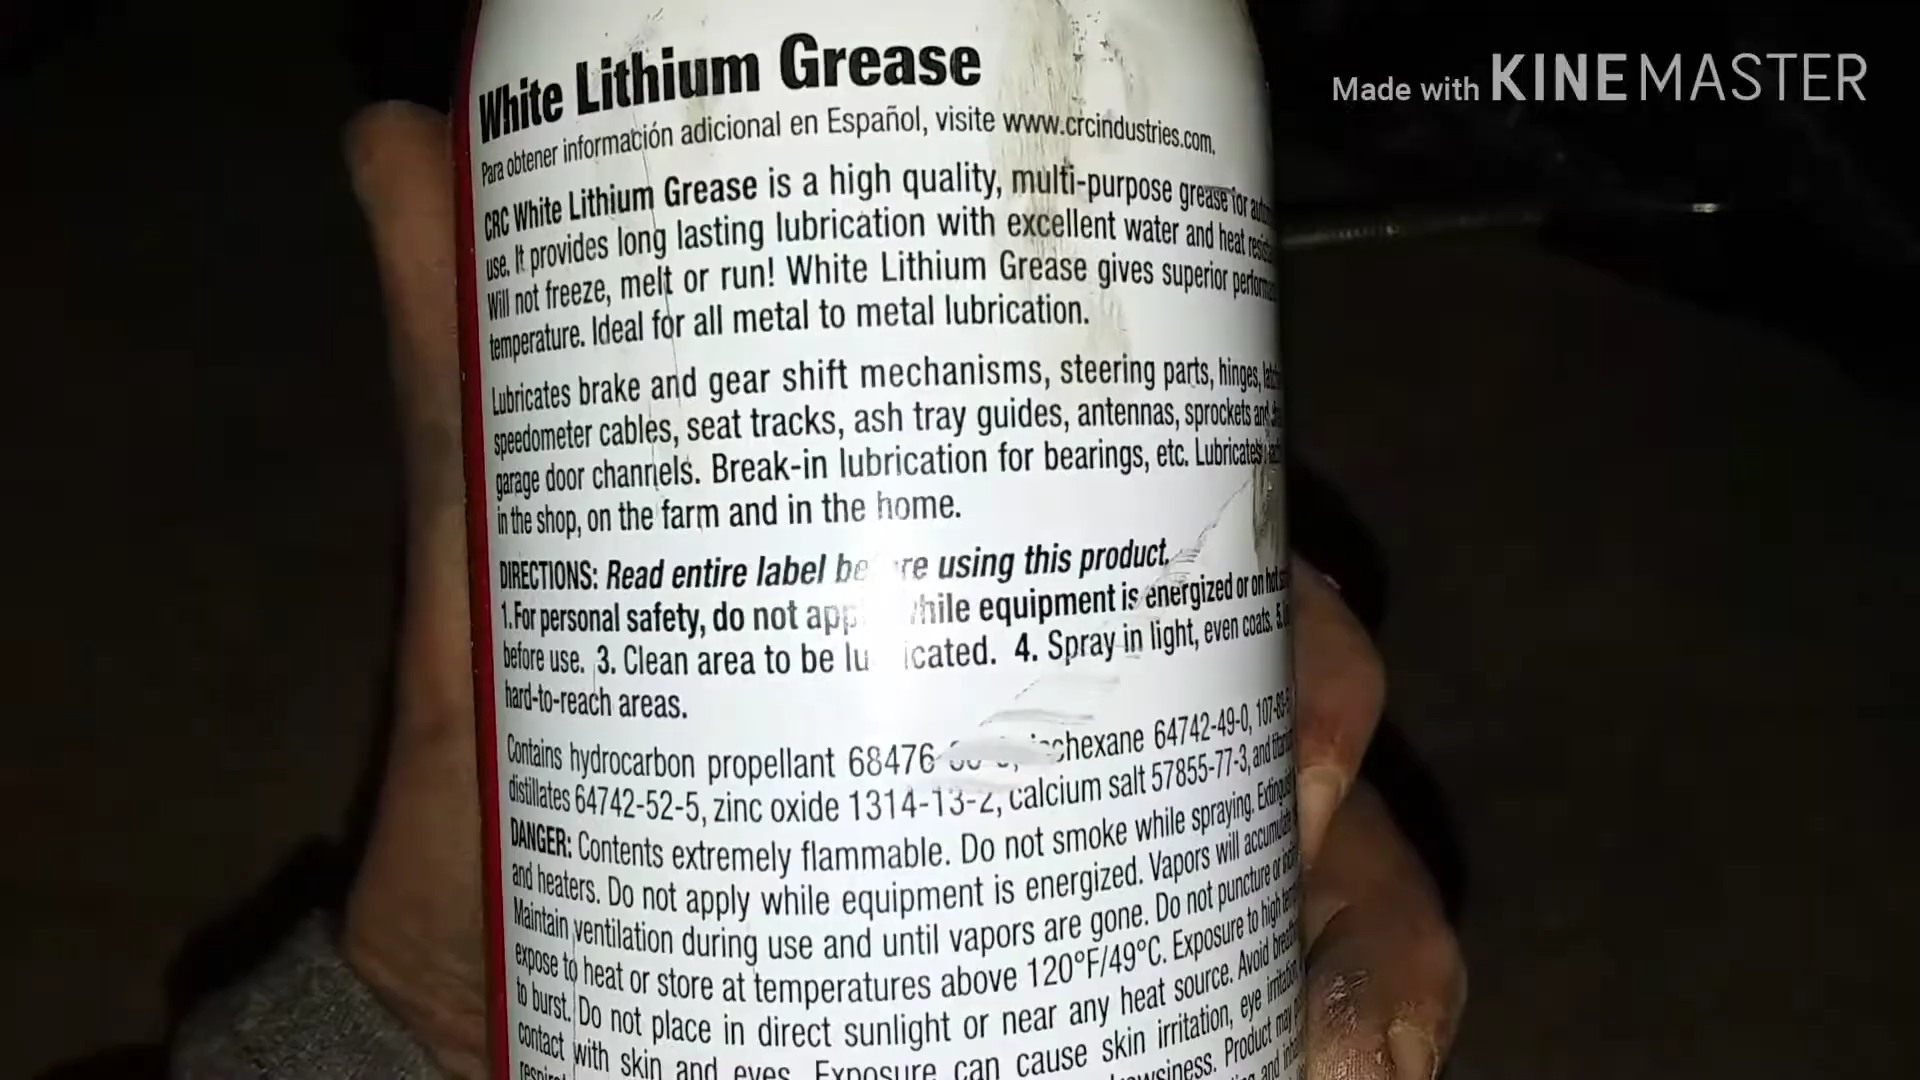 Made with KINEMASTER
White Lithium Grease
Para obtener información adicional en Español, visite www.crcindustries.com.
CRC White Lithium Grease is a high quality, multi-purpose grease for
use. It provides long lasting lubrication with excellent water and heat
Will not freeze, melt or run! White Lithium Grease gives superior
temperature. Ideal for all metal to metal lubrication.
Lubricates brake and gear shift mechanisms, steering parts, hinges,
speedometer cables, seat tracks, ash tray guides, antennas, sprockets and
garage door channels. Break-in lubrication for bearings, etc. Lubricates
in the shop, on the farm and in the home.
DIRECTIONS: Read entire label using this product.
1. For personal safety, do not equipment is energized or on hot
before use. 3. Clean area to be 4. Spray in light, even coats. 5.
hard-to-reach areas.
Contains hydrocarbon propellant 64742-49-0,
distillates 64742-52-5, zinc oxide 1314-13-2, calcium salt 57855-77-3, and
DANGER: Contents extremely flammable. Do not smoke while spraying.
and heaters. Do not apply while equipment is energized. Vapors will accumulate
Maintain ventilation during use and until vapors are gone. Do not puncture or
expose to heat or store at temperatures above 120°F/49°C. Exposure to high
to burst. Do not place in direct sunlight or near any heat source. Avoid
contact with skin and eyes. Exposure can cause skin irritation, eye
Product may